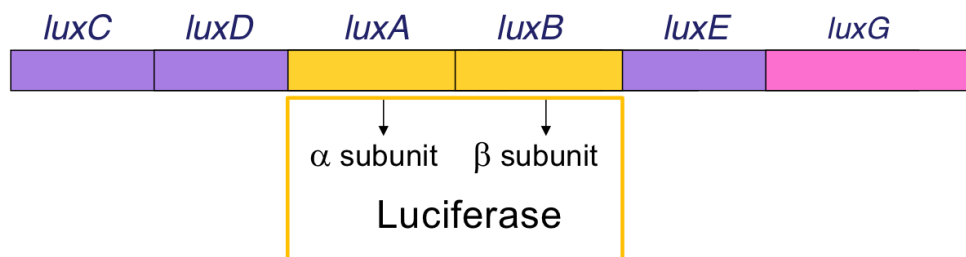 luxC luxD luxA luxB luxE luxG
α subunit β subunit
Luciferase